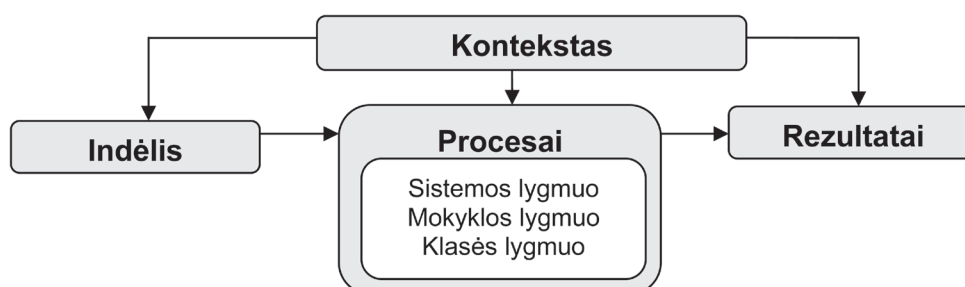 Kontekstas
Indėlis
Procesai
Rezultatai
Sistemos lygmuo
Mokyklos lygmuo
Klasės lygmuo